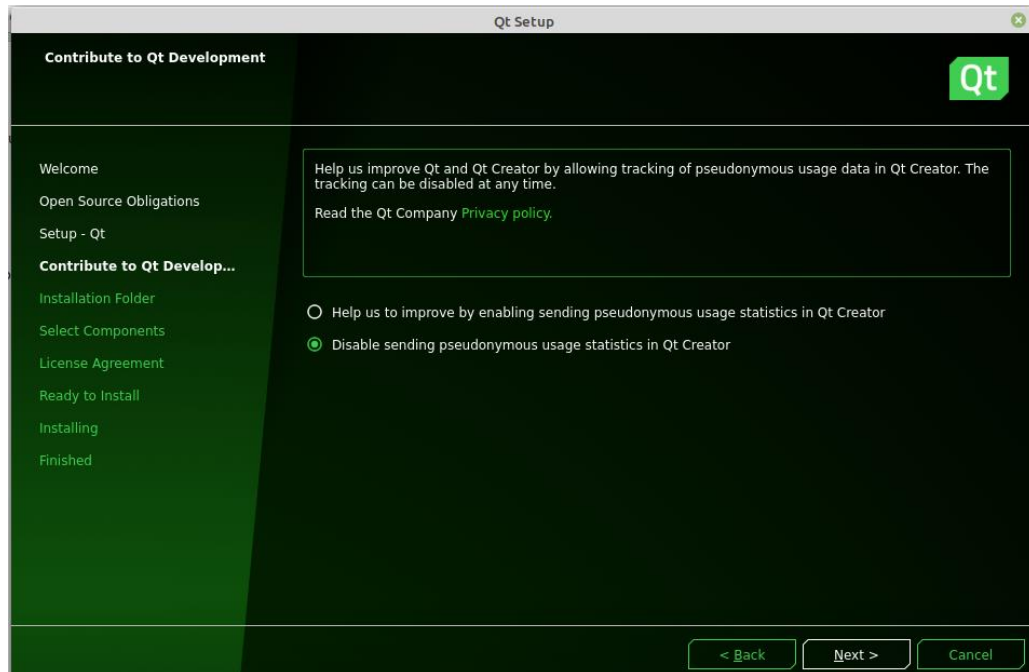 Qt Setup
Contribute to Qt Development
Qt
Welcome
Open Source Obligations
Setup - Qt
Contribute to Qt Develop...
Installation Folder
Select Components
License Agreement
Ready to Install
Installing
Finished
Help us improve Qt and Qt Creator by allowing tracking of pseudonymous usage data in Qt Creator. The
tracking can be disabled at any time.
Read the Qt Company Privacy policy.
Help us to improve by enabling sending pseudonymous usage statistics in Qt Creator
Disable sending pseudonymous usage statistics in Qt Creator
< Back
Next >
Cancel